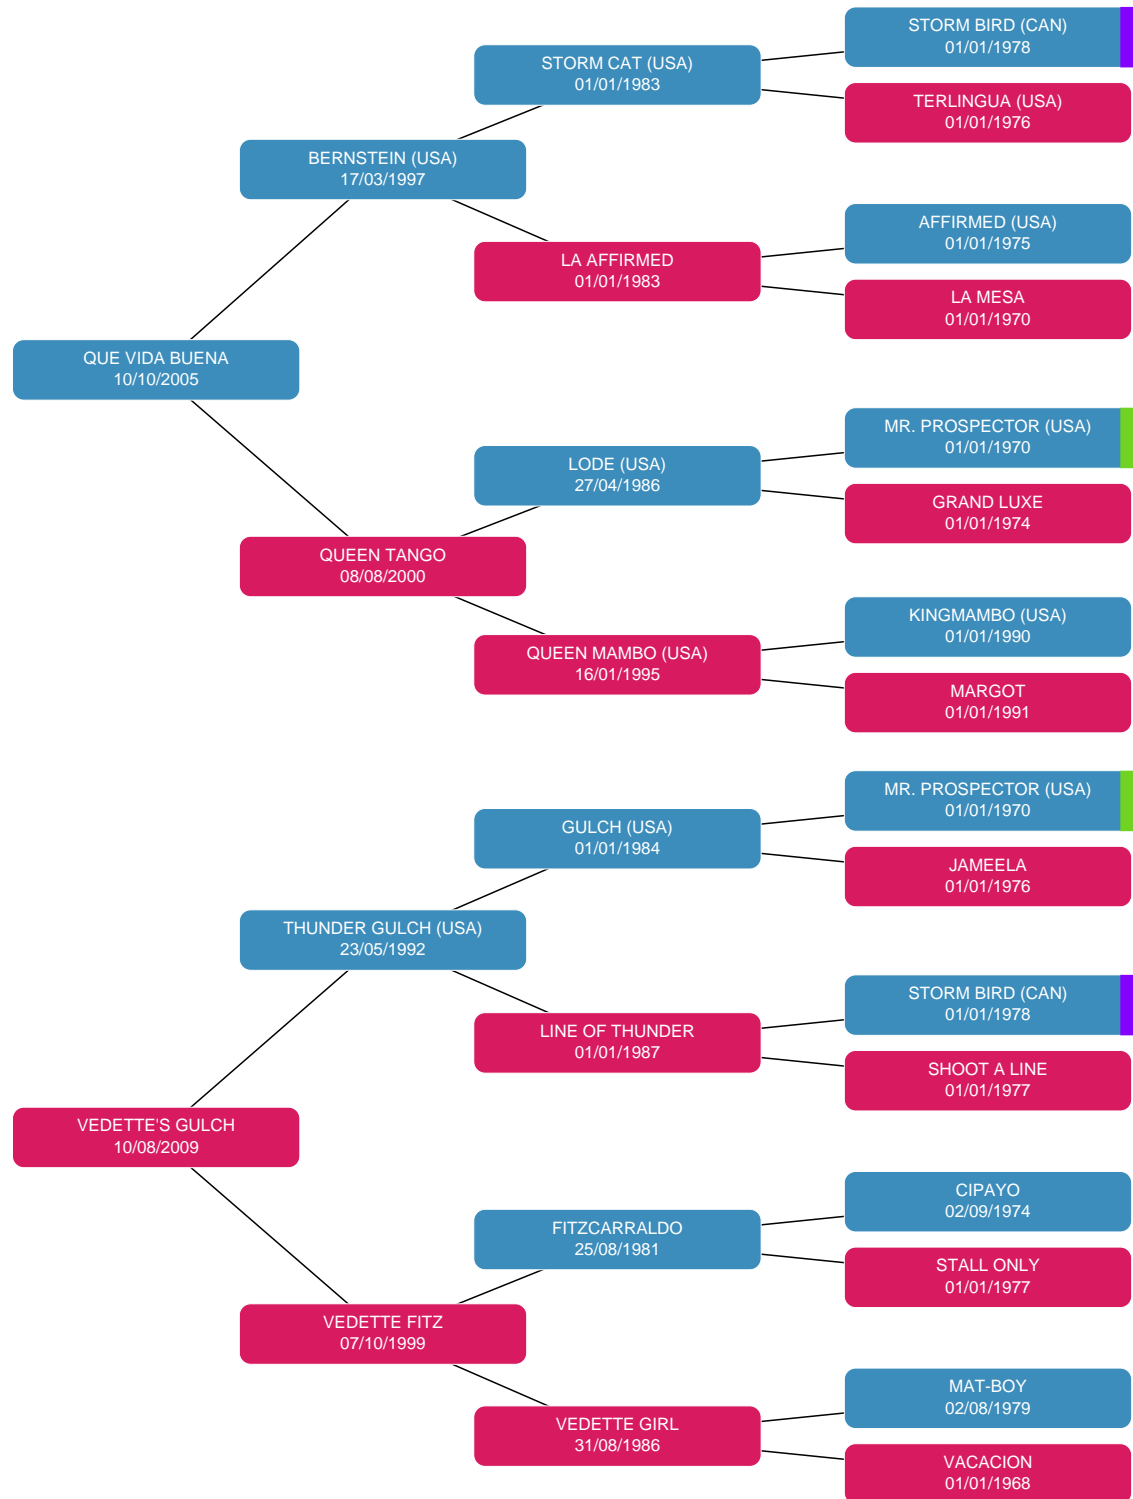 STORM BIRD (CAN)
01/01/1978
STORM CAT (USA)
01/01/1983
TERLINGUA (USA)
01/01/1976
BERNSTEIN (USA)
17/03/1997
AFFIRMED (USA)
01/01/1975
LA AFFIRMED
01/01/1983
LA MESA
01/01/1970
QUE VIDA BUENA
10/10/2005
MR. PROSPECTOR (USA)
01/01/1970
LODE (USA)
27/04/1986
GRAND LUXE
01/01/1974
QUEEN TANGO
08/08/2000
KINGMAMBO (USA)
01/01/1990
QUEEN MAMBO (USA)
16/01/1995
MARGOT
01/01/1991
MR. PROSPECTOR (USA)
01/01/1970
GULCH (USA)
01/01/1984
JAMEELA
01/01/1976
THUNDER GULCH (USA)
23/05/1992
STORM BIRD (CAN)
01/01/1978
LINE OF THUNDER
01/01/1987
SHOOT A LINE
01/01/1977
VEDETTE'S GULCH
10/08/2009
CIPAYO
02/09/1974
FITZCARRALDO
25/08/1981
STALL ONLY
01/01/1977
VEDETTE FITZ
07/10/1999
MAT-BOY
02/08/1979
VEDETTE GIRL
31/08/1986
VACACION
01/01/1968